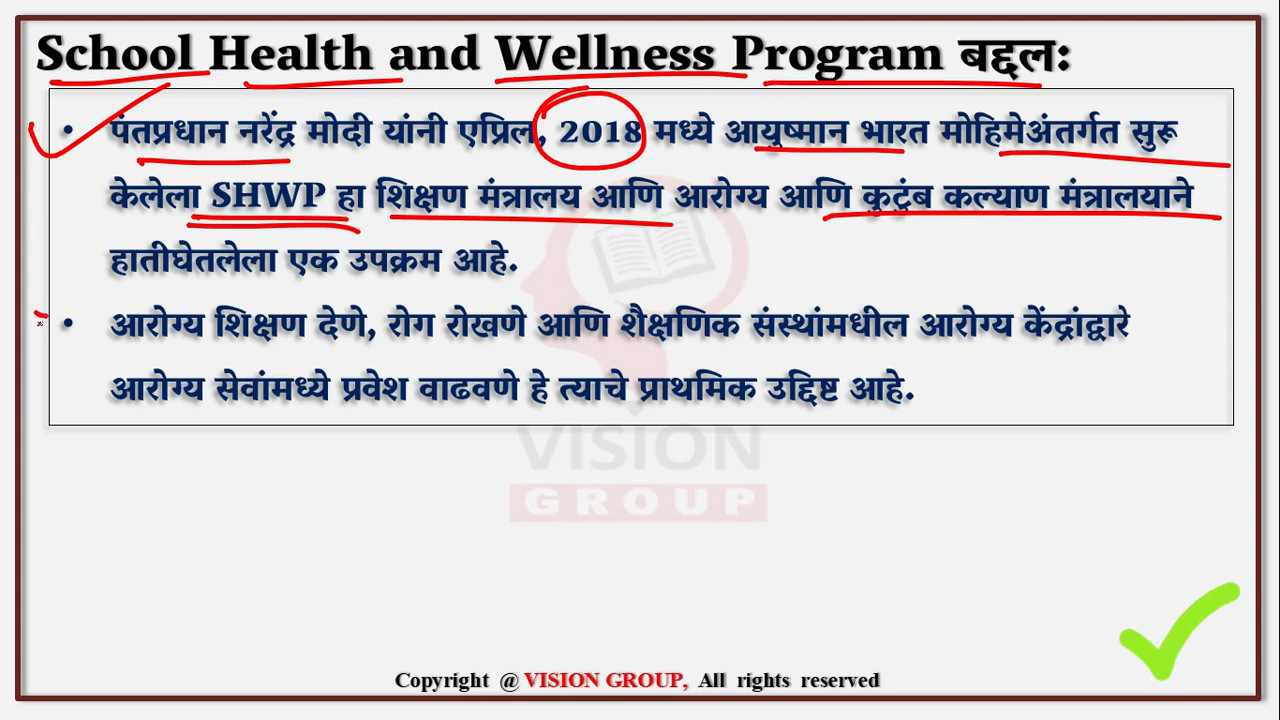 School Health and Wellness Program बद्दल:
• पंतप्रधान नरेंद्र मोदी यांनी एप्रिल, 2018 मध्ये आयुष्मान भारत मोहिमेअंतर्गत सुरू
केलेला SHWP हा शिक्षण मंत्रालय आणि आरोग्य आणि कुटुंब कल्याण मंत्रालयाने
हातीघेतलेला एक उपक्रम आहे.
• आरोग्य शिक्षण देणे, रोग रोखणे आणि शैक्षणिक संस्थांमधील आरोग्य केंद्रांद्वारे
आरोग्य सेवांमध्ये प्रवेश वाढवणे हे त्याचे प्राथमिक उद्दिष्ट आहे.
VISION
GROUP
Copyright @ VISION GROUP, All rights reserved